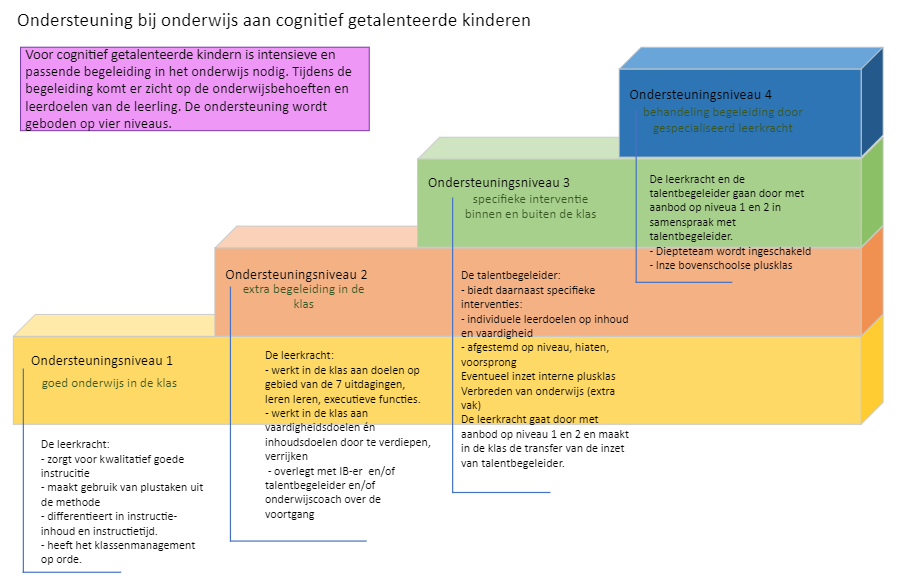 Ondersteuning bij onderwijs aan cognitief getalenteerde kinderen
Voor cognitief getalenteerde kindern is intensieve en
passende begeleiding in het onderwijs nodig. Tijdens de
begeleiding komt er zicht op de onderwijsbehoeften en
leerdoelen van de leerling. De ondersteuning wordt
geboden op vier niveaus.
Ondersteuningsniveau 1
goed onderwijs in de klas
De leerkracht:
- zorgt voor kwalitatief goede
instrucitie
- maakt gebruik van plustaken uit
de methode
- differentieert in instructie-
inhoud en instructietijd.
- heeft het klassenmanagement
op orde.
Ondersteuningsniveau 2
extra begeleiding in de
klas
De leerkracht:
- werkt in de klas aan doelen op
gebied van de 7 uitdagingen,
leren leren, executieve functies.
- werkt in de klas aan
vaardigheidsdoelen én
inhoudsdoelen door te verdiepen,
verrijken
- overlegt met IB-er en/of
talentbegeleider en/of
onderwijscoach over de
voortgang
Ondersteuningsniveau 3
specifieke interventie
binnen en buiten de klas
De talentbegeleider:
- biedt daarnaast specifieke
interventies:
- individuele leerdoelen op inhoud
en vaardigheid
- afgestemd op niveau, hiaten,
voorsprong
Eventueel inzet interne plusklas
Verbreden van onderwijs (extra
vak)
De leerkracht gaat door met
aanbod op niveau 1 en 2 en maakt
in de klas de transfer van de inzet
van talentbegeleider.
Ondersteuningsniveau 4
behandeling begeleiding door
gespecialiseerd leerkracht
De leerkracht en de
talentbegeleider gaan door met
aanbod op niveua 1 en 2 in
samenspraak met
talentbegeleider.
- Diepteteam wordt ingeschakeld
- Inze bovenschoolse plusklas